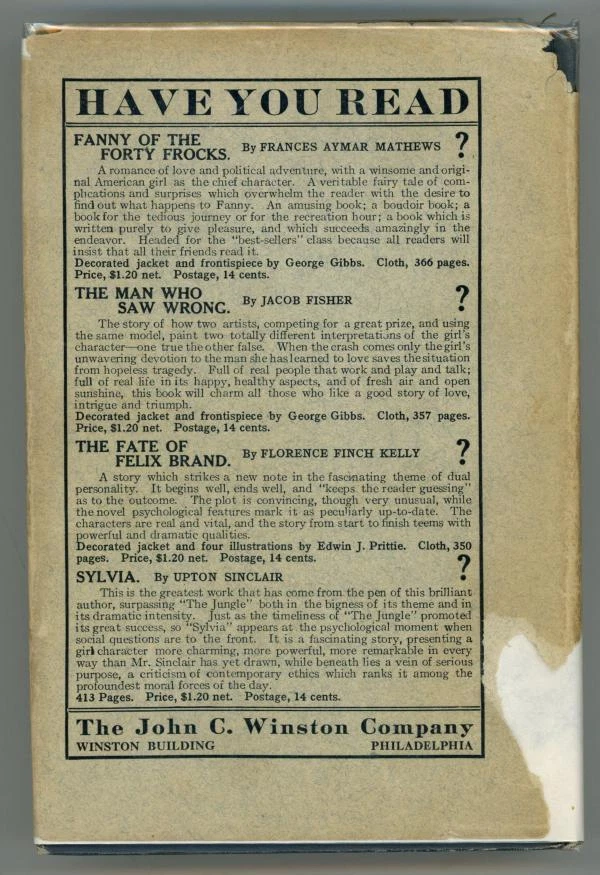 HAVE YOU READ
FANNY OF THE
FORTY FROCKS. By FRANCES AYMAR MATHEWS ?
A romance of love and political adventure, with a winsome and origi-
nal American girl as the chief character. A veritable fairy tale of com-
plications and surprises which overwhelm the reader with the desire to
find out what happens to Fanny. An amusing book; a boudoir book; a
book for the tedious journey or for the recreation hour; a book which is
written purely to give pleasure, and which succeeds amazingly in the
endeavor. Headed for the "best-sellers" class because all readers will
insist that all their friends read it.
Decorated jacket and frontispiece by George Gibbs. Cloth, 366 pages.
Price, $1.20 net. Postage, 14 cents.
THE MAN WHO
SAW WRONG. By JACOB FISHER ?
The story of how two artists, competing for a great prize, and using
the same model, paint two totally different interpretations of the girl's
character—one true the other false. When the crash comes only the girl's
unwavering devotion to the man she has learned to love saves the situation
from hopeless tragedy. Full of real people that work and play and talk;
full of real life in its happy, healthy aspects, and of fresh air and open
sunshine, this book will charm all those who like a good story of love,
intrigue and triumph.
Decorated jacket and frontispiece by George Gibbs. Cloth, 357 pages.
Price, $1.20 net. Postage, 14 cents.
THE FATE OF
FELIX BRAND. By FLORENCE FINCH KELLY ?
A story which strikes a new note in the fascinating theme of dual
personality. It begins well, ends well, and "keeps the reader guessing"
as to the outcome. The plot is convincing, though very unusual, while
the novel psychological features mark it as peculiarly up-to-date. The
characters are real and vital, and the story from start to finish teems with
powerful and dramatic qualities.
Decorated jacket and four illustrations by Edwin J. Prittie. Cloth, 350
pages. Price, $1.20 net. Postage, 14 cents.
SYLVIA. By UPTON SINCLAIR ?
This is the greatest work that has come from the pen of this brilliant
author, surpassing "The Jungle" both in the bigness of its theme and in
its dramatic intensity. Just as the timeliness of "The Jungle" promoted
its great success, so "Sylvia" appears at the psychological moment when
social questions are to the front. It is a fascinating story, presenting a
girl character more charming, more powerful, more remarkable in every
way than Mr. Sinclair has yet drawn, while beneath lies a vein of serious
purpose, a criticism of contemporary ethics which ranks it among the
profoundest moral forces of the day.
413 Pages. Price, $1.20 net. Postage, 14 cents.
The John C. Winston Company
WINSTON BUILDING PHILADELPHIA